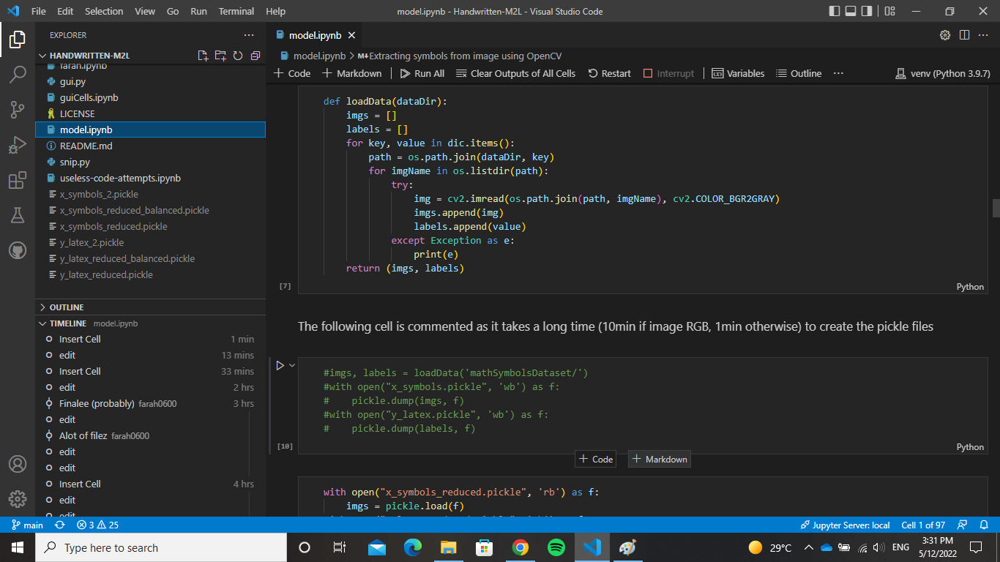 File Edit Selection View Go Run Terminal Help
model.ipynb - Handwritten-M2L - Visual Studio Code
EXPLORER
HANDWRITTEN-M2L
faran.ipynb
gui.py
guiCells.ipynb
LICENSE
model.ipynb
README.md
snip.py
useless-code-attempts.ipynb
x_symbols_2.pickle
x_symbols_reduced_balanced.pickle
x_symbols_reduced.pickle
y_latex_2.pickle
y_latex_reduced_balanced.pickle
y_latex_reduced.pickle
OUTLINE
TIMELINE model.ipynb
Insert Cell 1 min
edit 13 mins
Insert Cell 33 mins
edit 2 hrs
Finalee (probably) farah0600 3 hrs
edit
Alot of filez farah0600
edit
edit
Insert Cell 4 hrs
edit
edit
model.ipynb
model.ipynb > M Extracting symbols from image using OpenCV
+ Code + Markdown Run All Clear Outputs of All Cells Restart Interrupt Variables Outline ... venv (Python 3.9.7)
def loadData(dataDir):
imgs = []
labels = []
for key, value in dic.items():
path = os.path.join(dataDir, key)
for imgName in os.listdir(path):
try:
img = cv2.imread(os.path.join(path, imgName), cv2.COLOR_BGR2GRAY)
imgs.append(img)
labels.append(value)
except Exception as e:
print(e)
return (imgs, labels)
[7] Python
The following cell is commented as it takes a long time (10min if image RGB, 1min otherwise) to create the pickle files
#imgs, labels = loadData('mathSymbolsDataset/')
#with open("x_symbols.pickle", 'wb') as f:
#    pickle.dump(imgs, f)
#with open("y_latex.pickle", 'wb') as f:
#    pickle.dump(labels, f)
[10] Python
+ Code + Markdown
with open("x_symbols_reduced.pickle", 'rb') as f:
imgs = pickle.load(f)
main 3 25 Jupyter Server: local Cell 1 of 97
Type here to search
29°C ENG 3:31 PM
5/12/2022